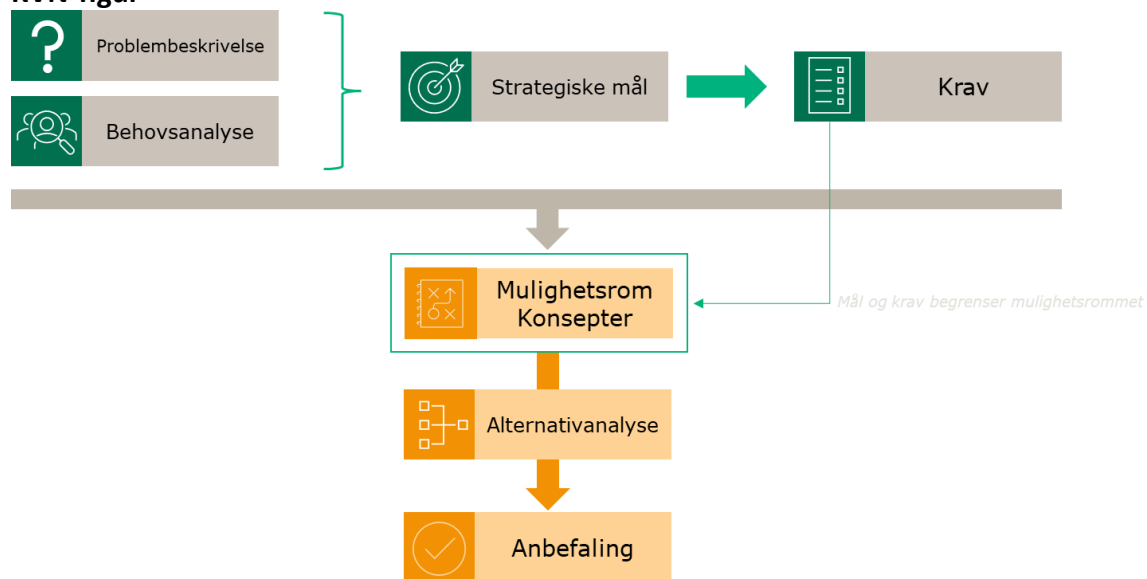 Problembeskrivelse
Behovsanalyse
Strategiske mål
Krav
Mulighetsrom
Konsepter
Mål og krav begrenser mulighetsrommet
Alternativanalyse
Anbefaling